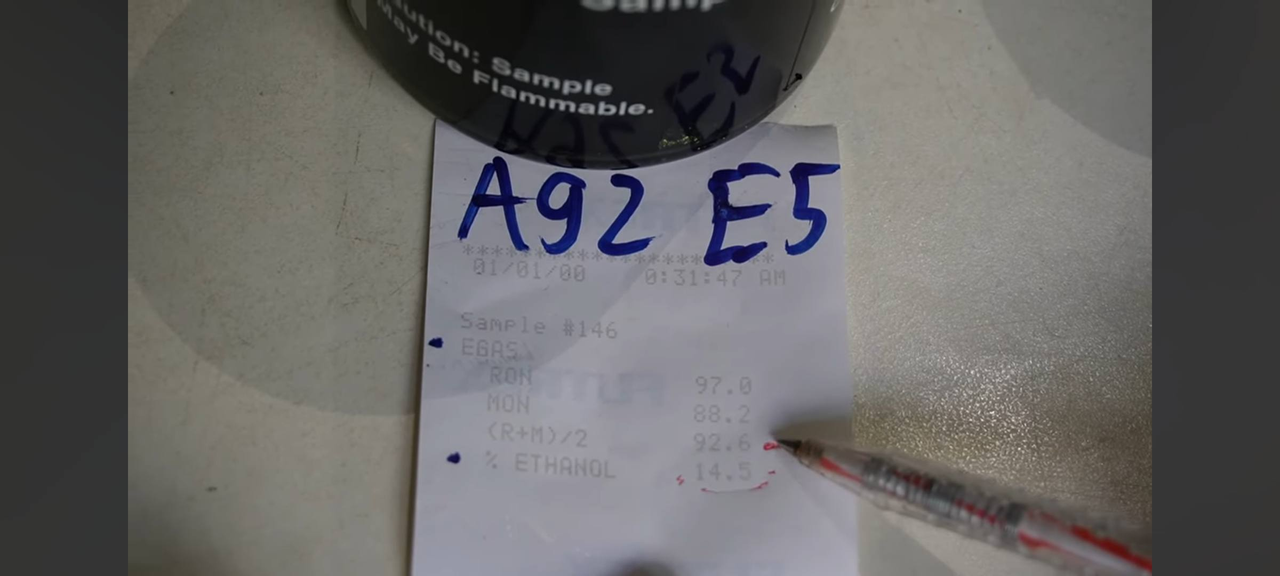 Samp
Caution: Sample
May Be Flammable.
A92 E5
**********************
01/01/00 0:31:47 AM
Sample #146
EGAS
RON 97.0
MON 88.2
(R+M)/2 92.6
% ETHANOL 14.5